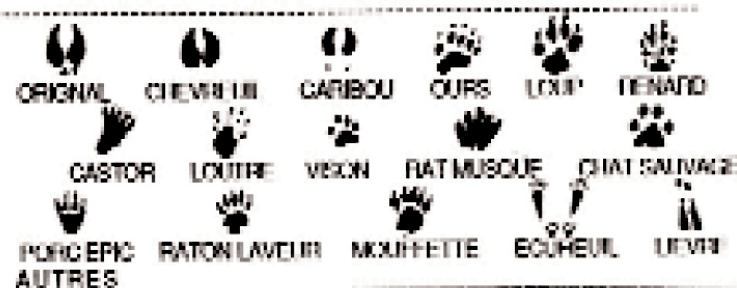 ORIGNAL CHEVREUIL CARIBOU OURS LOUP RENARD
CASTOR LOUTRE VISON RAT MUSQUE CHAT SAUVAGE
PORC EPIC RATON LAVEUR MOUFFETTE ECUREUIL LIEVRE
AUTRES